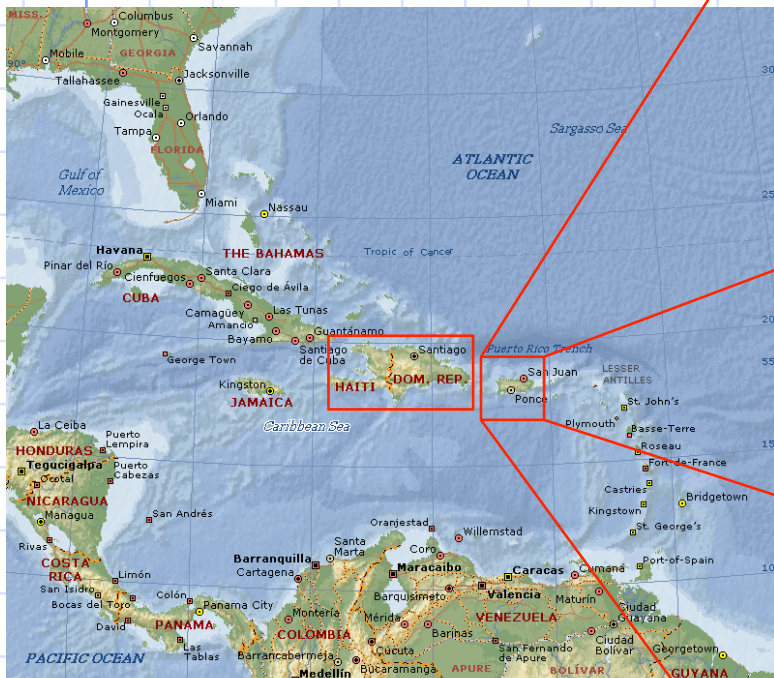 MISS.
Columbus
Montgomery
GEORGIA
Savannah
Mobile
90°
Tallahassee
Jacksonville
30
Gainesville
Ocala
Orlando
Tampa
FLORIDA
Sargasso Sea
ATLANTIC
OCEAN
Gulf of
Mexico
Miami
Nassau
25
Havana
THE BAHAMAS
Tropic of Cancer
Pinar del Río
Cienfuegos
Santa Clara
CUBA
Ciego de Ávila
Camagüey
Las Tunas
Amancio
Bayamo
Guantánamo
20
Santiago
de Cuba
Santiago
Puerto Rico Trench
George Town
55
HAITI
DOM. REP.
San Juan
LESSER
ANTILLES
Kingston
JAMAICA
Ponce
St. John's
Caribbean Sea
Plymouth
Basse-Terre
La Ceiba
Puerto
Lempira
Roseau
15
HONDURAS
Fort-de-France
Tegucigalpa
Puerto
Cabezas
Ocotal
Castries
NICARAGUA
Bridgetown
Managua
San Andrés
Kingstown
Oranjestad
Willemstad
St. George's
Rivas
Santa
Marta
Coro
COSTA
RICA
Barranquilla
Port-of-Spain
Cartagena
Maracaibo
Caracas
Cumana
Limón
10
San Isidro
Valencia
Maturín
Bocas del Toro
Colón
Barquisimeto
Panama City
Ciudad
Guayana
David
PANAMA
Montería
Mérida
VENEZUELA
COLOMBIA
Barinas
Ciudad
Bolívar
Las
Tablas
Cúcuta
San Fernando
de Apure
Georgetown
PACIFIC OCEAN
Barrancabermeja
Bucaramanga
APURE
BOLÍVAR
Medellín
GUYANA